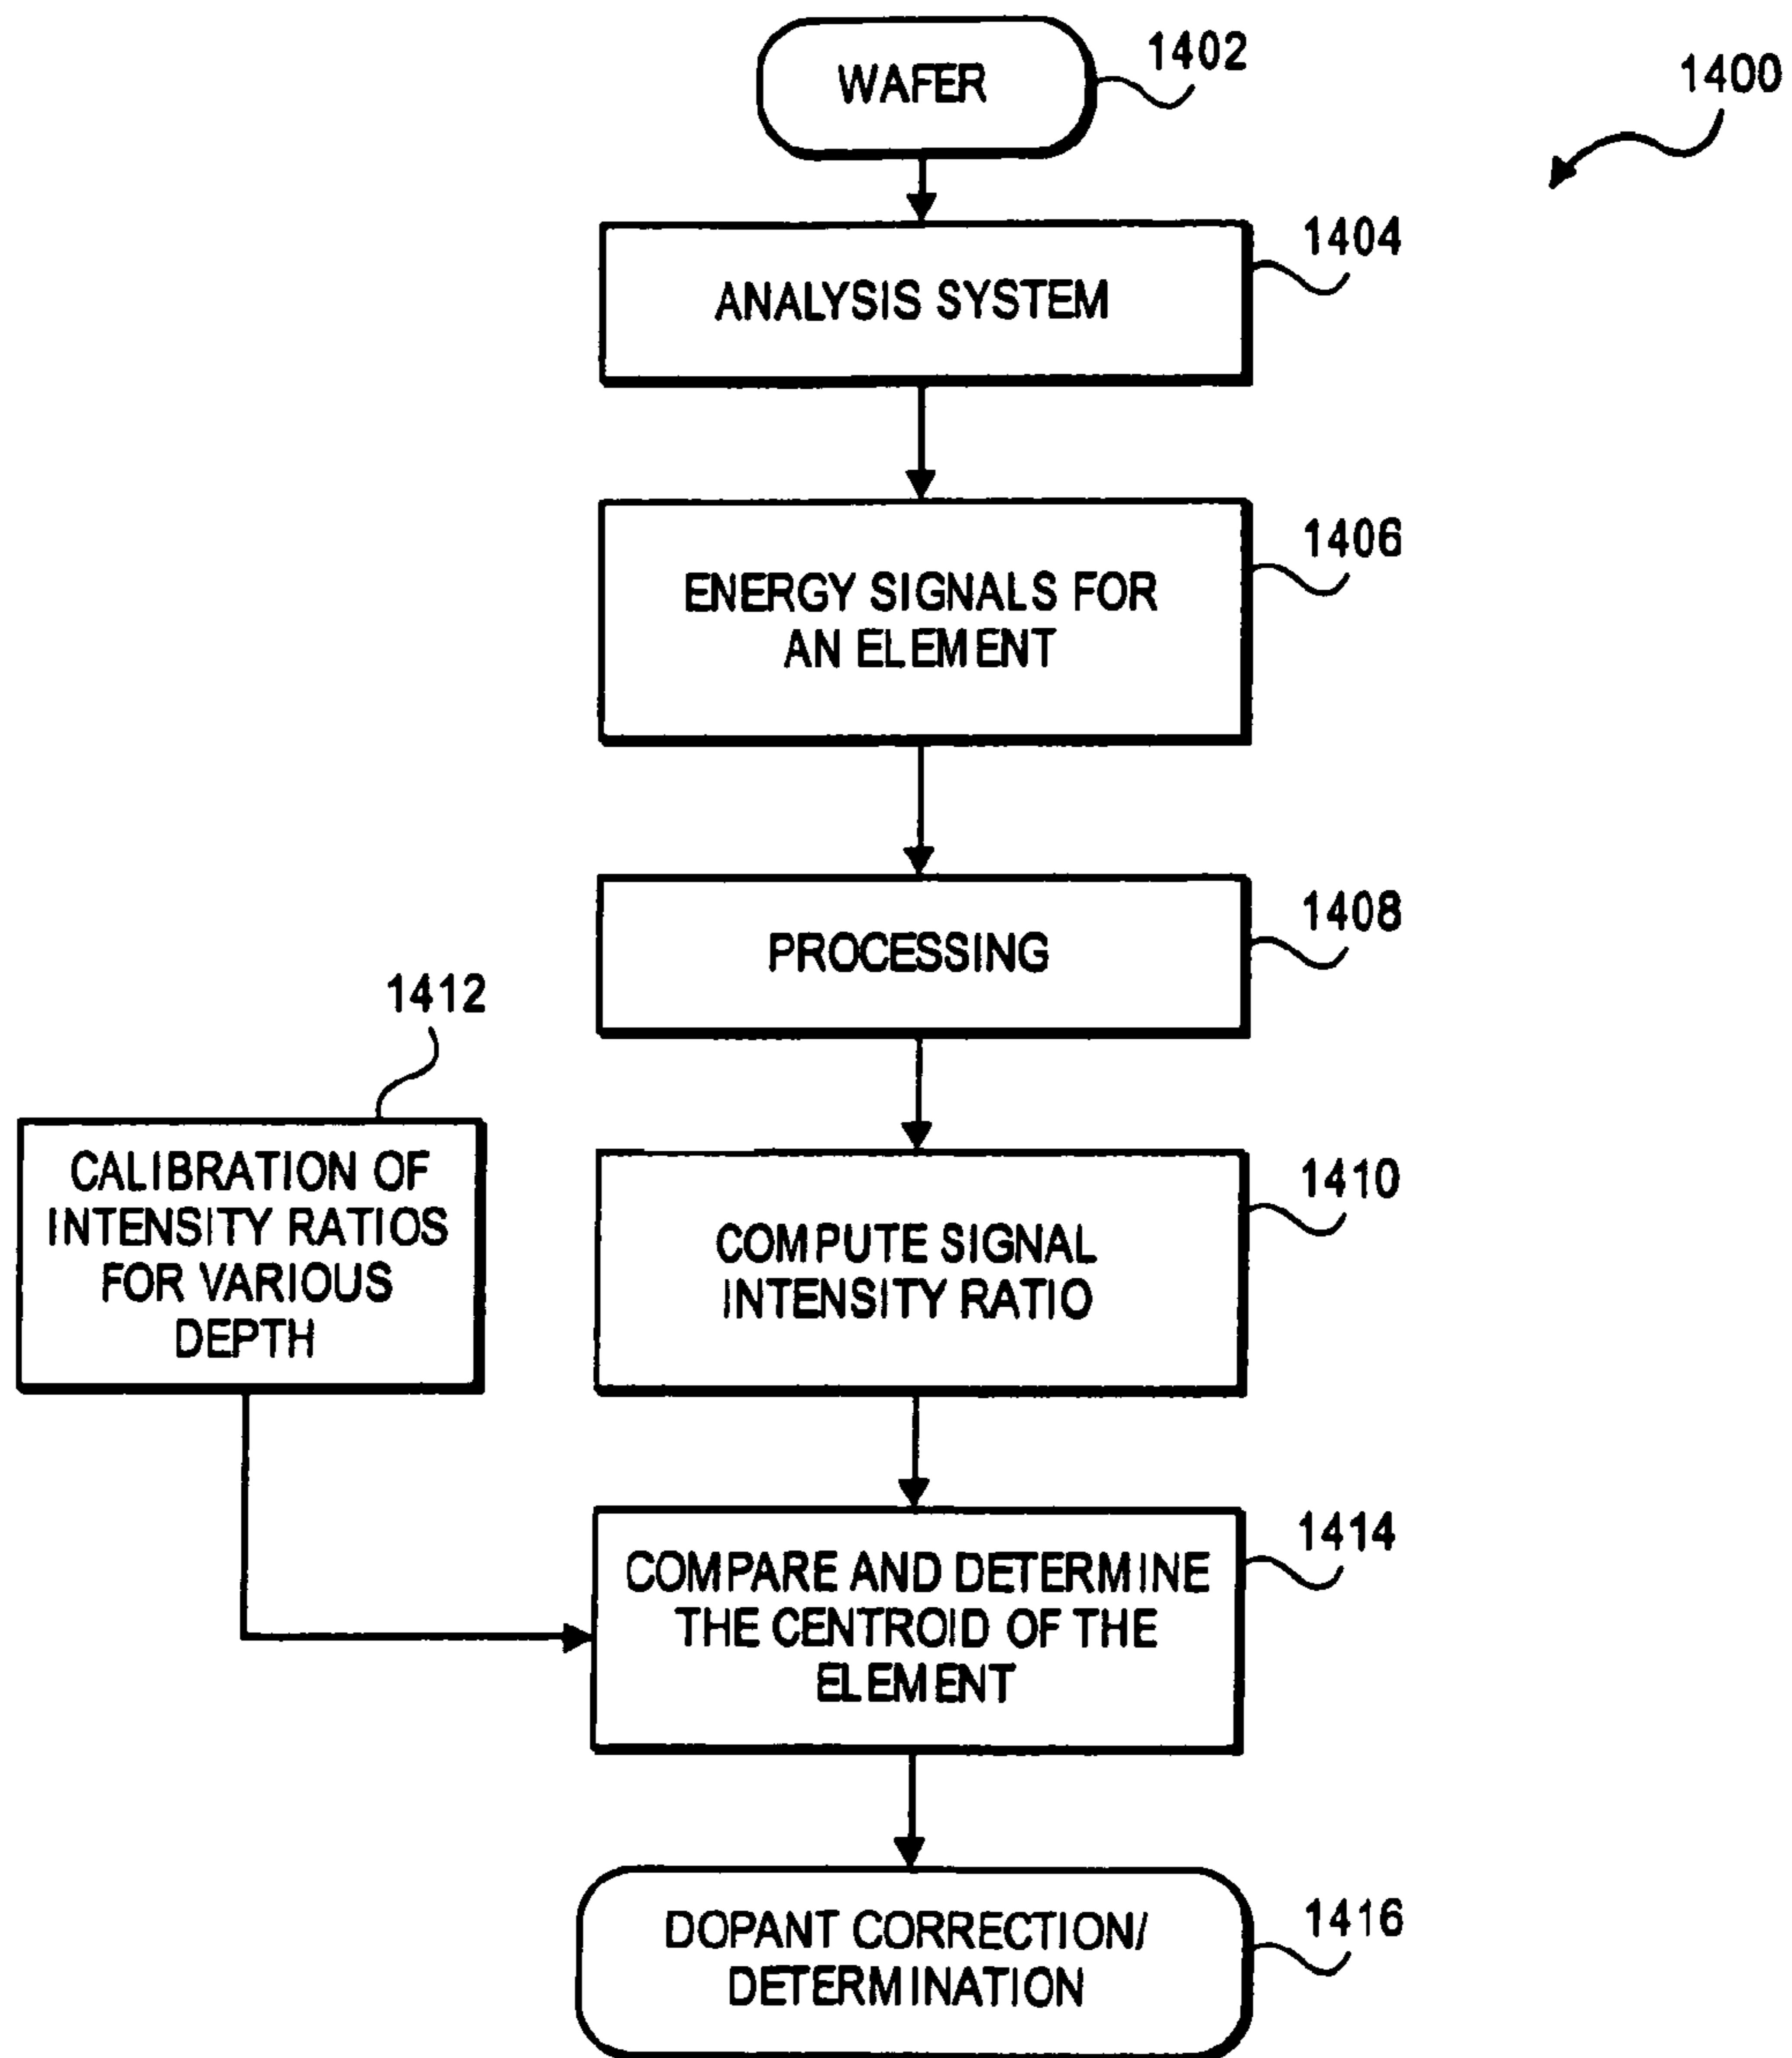 WAFER
1402
1400
ANALYSIS SYSTEM
1404
ENERGY SIGNALS FOR
AN ELEMENT
1406
PROCESSING
1408
1412
CALIBRATION OF
INTENSITY RATIOS
FOR VARIOUS
DEPTH
COMPUTE SIGNAL
INTENSITY RATIO
1410
COMPARE AND DETERMINE
THE CENTROID OF THE
ELEMENT
1414
DOPANT CORRECTION/
DETERMINATION
1416